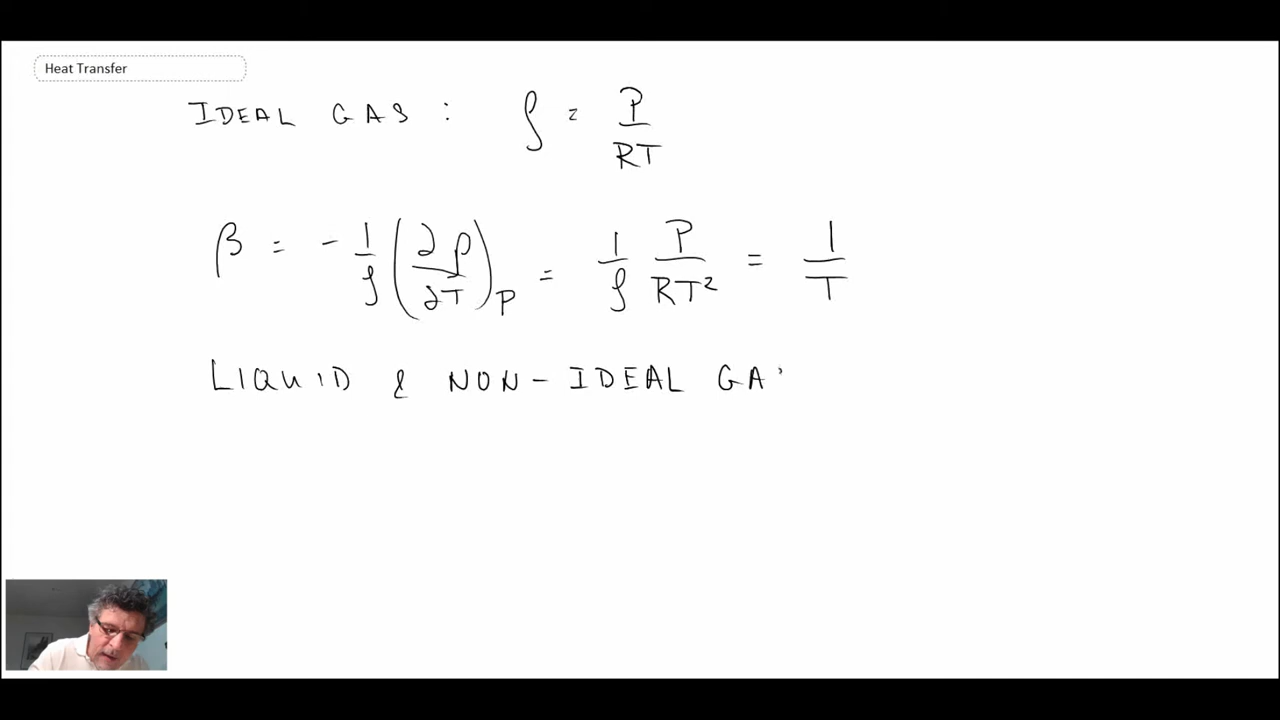 Heat Transfer
IDEAL GAS : ρ = P/RT
β = - 1/ρ (∂ρ/∂T)_P = 1/ρ P/RT² = 1/T
LIQUID & NON-IDEAL GA